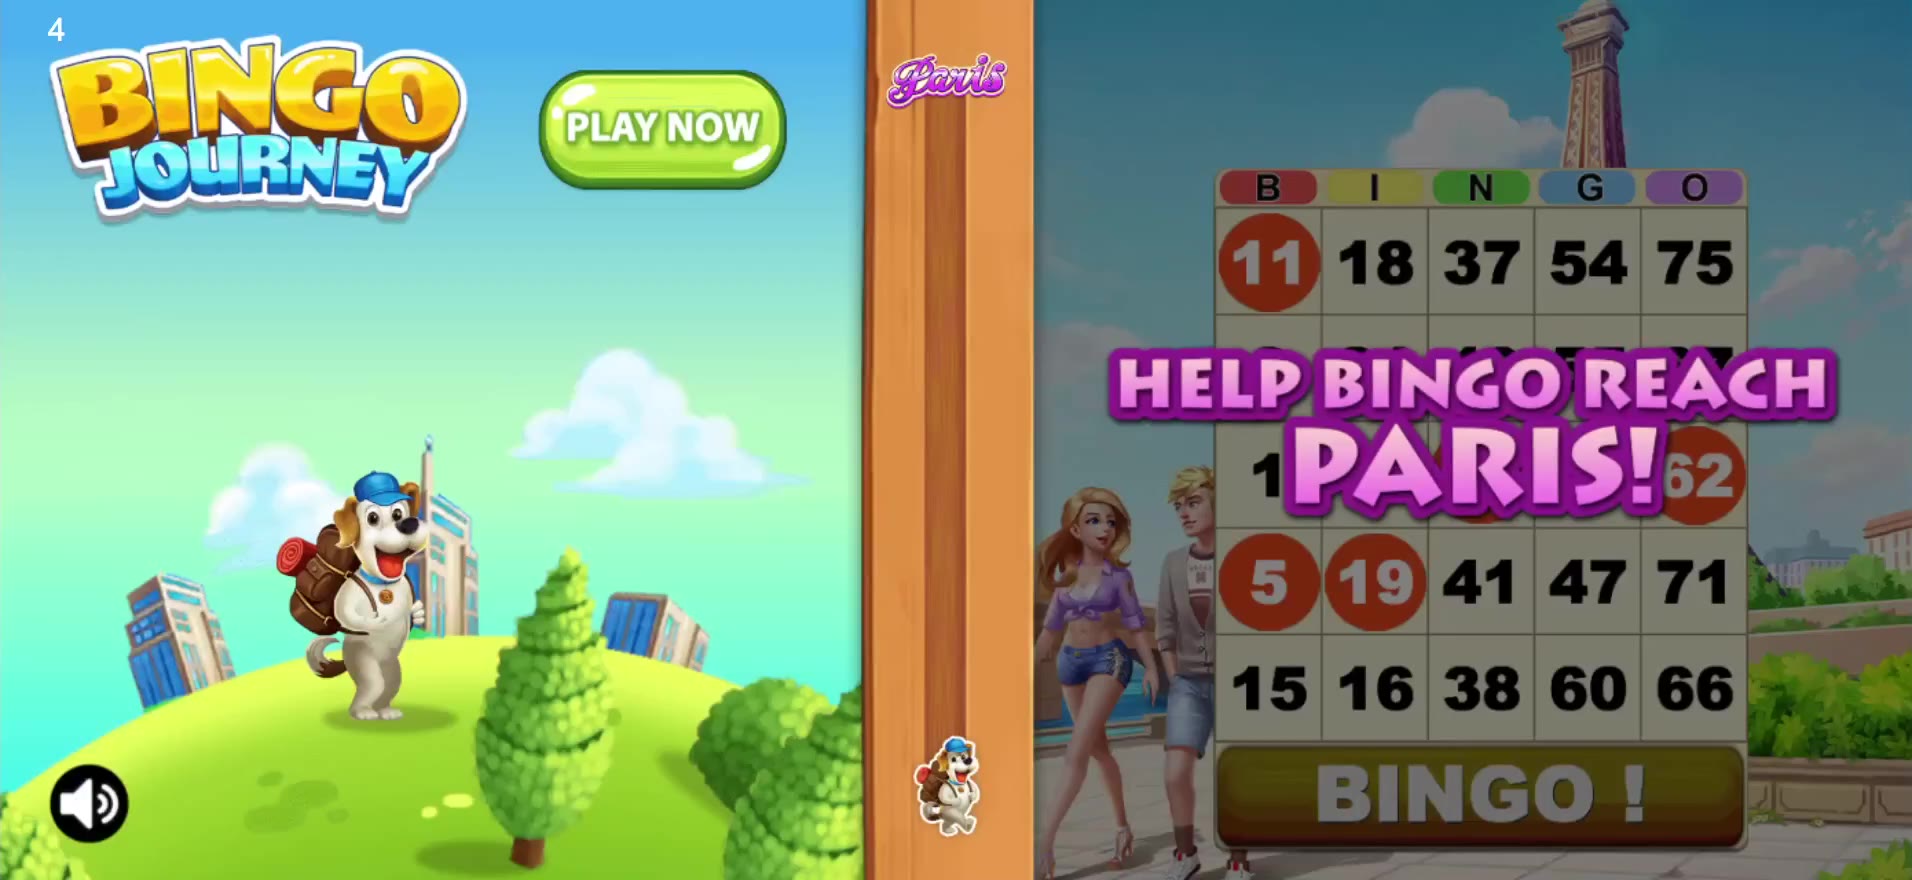 4
BINGO
JOURNEY
PLAY NOW
Paris
B I N G O
11 18 37 54 75
HELP BINGO REACH
PARIS!
62
5 19 41 47 71
15 16 38 60 66
BINGO !